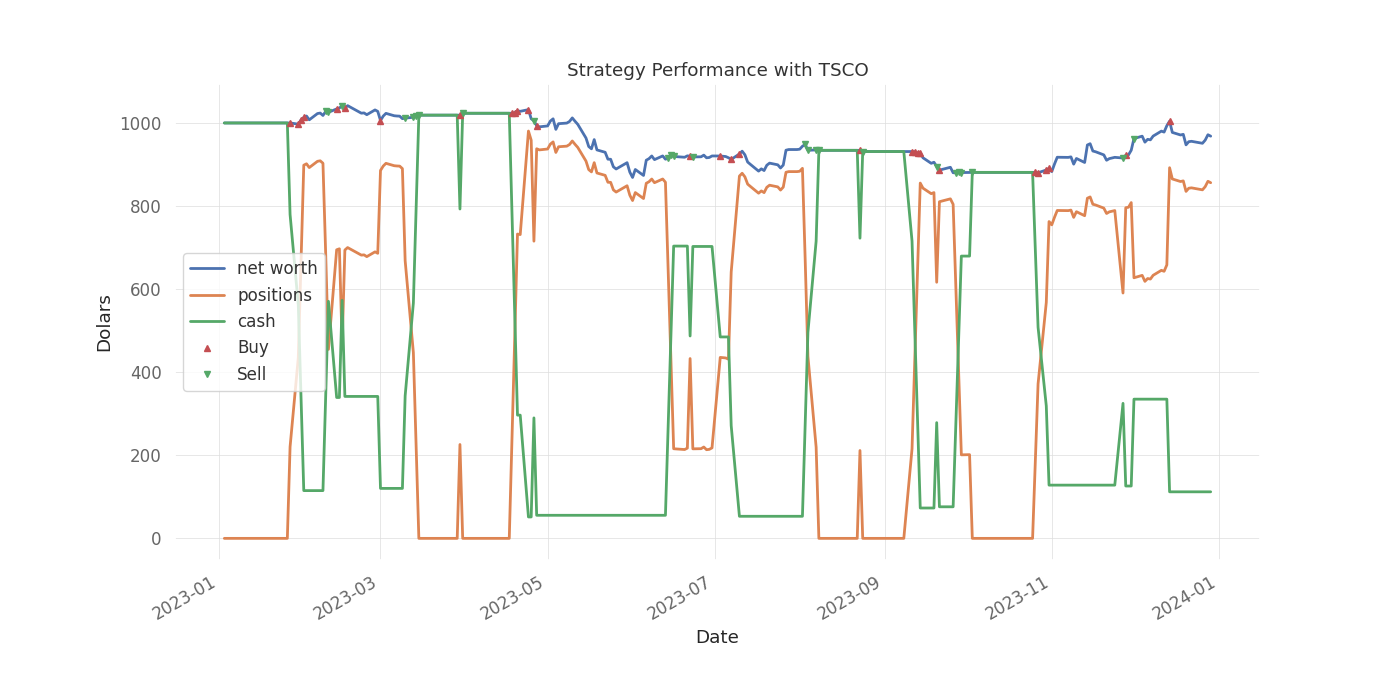 Strategy Performance with TSCO
1000
800
600
400
200
0
Dolars
net worth
positions
cash
Buy
Sell
2023-01
2023-03
2023-05
2023-07
2023-09
2023-11
2024-01
Date